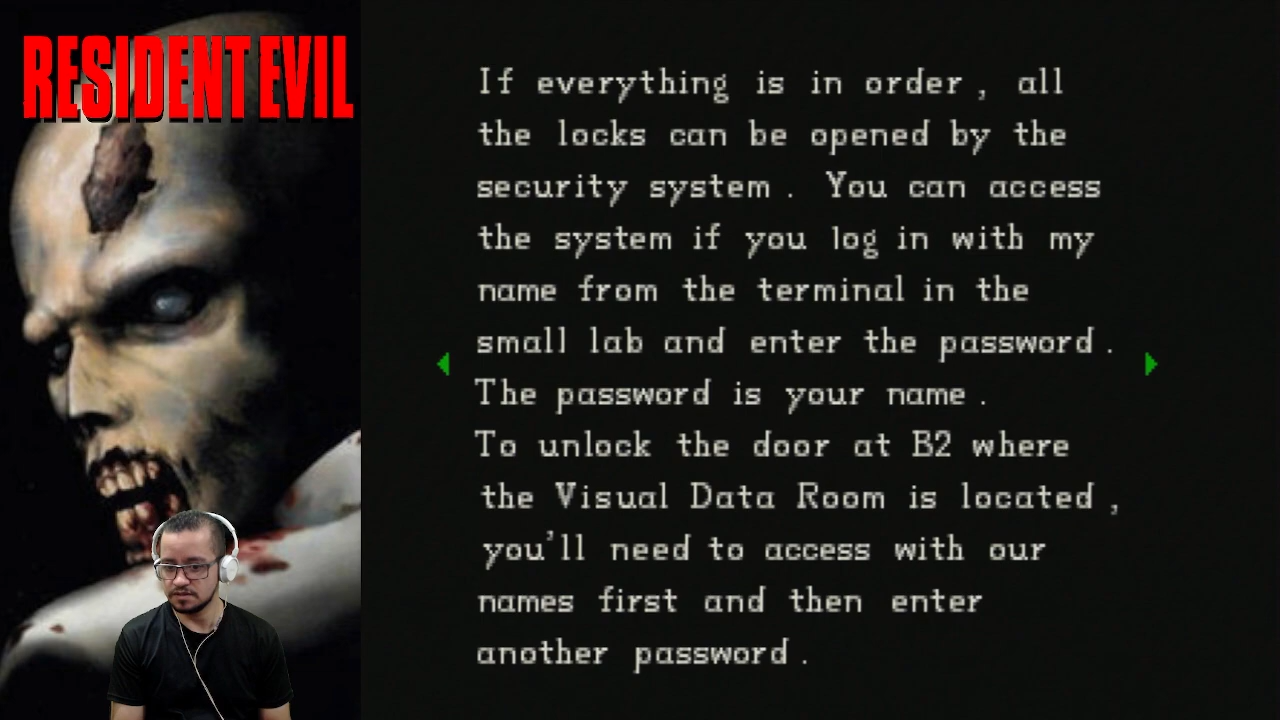 RESIDENT EVIL
If everything is in order, all
the locks can be opened by the
security system. You can access
the system if you log in with my
name from the terminal in the
small lab and enter the password.
The password is your name.
To unlock the door at B2 where
the Visual Data Room is located,
you'll need to access with our
names first and then enter
another password.